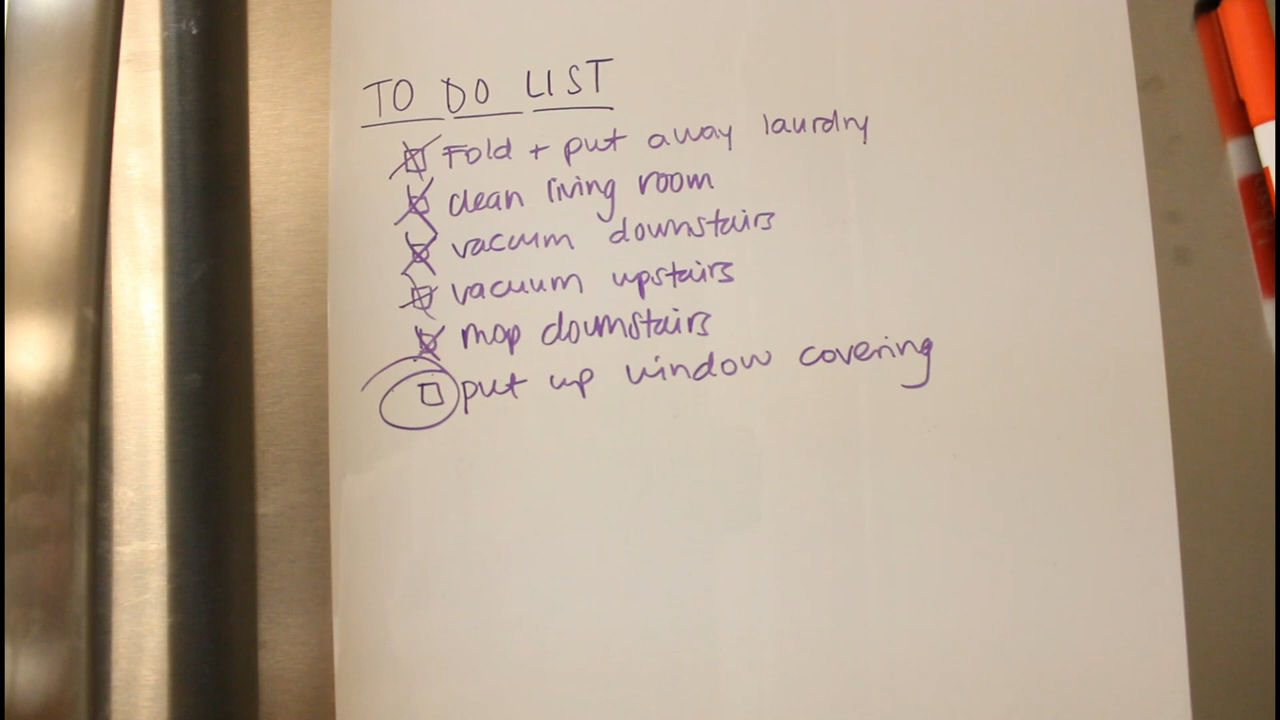 TO DO LIST
Fold + put away laundry
clean living room
vacuum downstairs
vacuum upstairs
mop downstairs
put up window covering